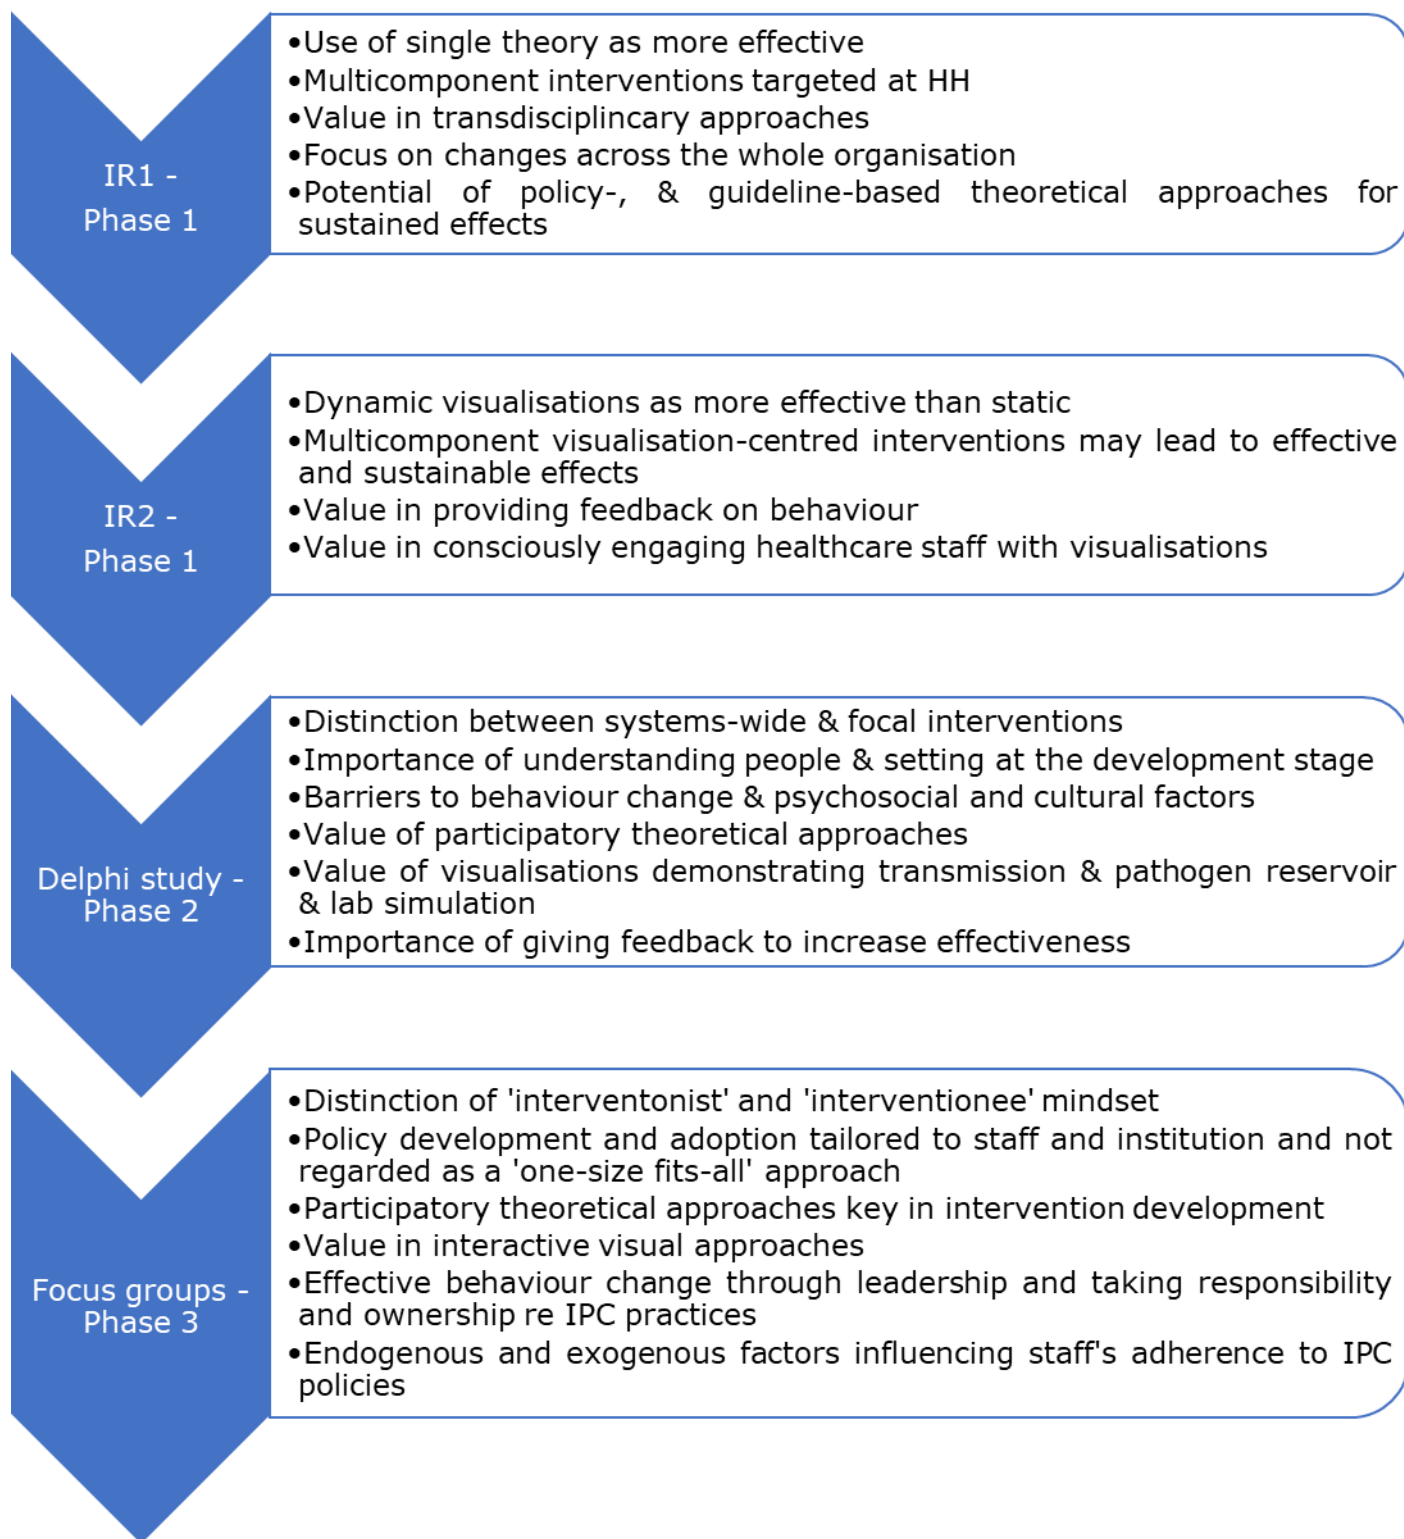 IR1 -
Phase 1
•Use of single theory as more effective
•Multicomponent interventions targeted at HH
•Value in transdisciplincary approaches
•Focus on changes across the whole organisation
•Potential of policy-, & guideline-based theoretical approaches for
sustained effects
IR2 -
Phase 1
•Dynamic visualisations as more effective than static
•Multicomponent visualisation-centred interventions may lead to effective
and sustainable effects
•Value in providing feedback on behaviour
•Value in consciously engaging healthcare staff with visualisations
Delphi study -
Phase 2
•Distinction between systems-wide & focal interventions
•Importance of understanding people & setting at the development stage
•Barriers to behaviour change & psychosocial and cultural factors
•Value of participatory theoretical approaches
•Value of visualisations demonstrating transmission & pathogen reservoir
& lab simulation
•Importance of giving feedback to increase effectiveness
Focus groups -
Phase 3
•Distinction of 'interventonist' and 'interventionee' mindset
•Policy development and adoption tailored to staff and institution and not
regarded as a 'one-size fits-all' approach
•Participatory theoretical approaches key in intervention development
•Value in interactive visual approaches
•Effective behaviour change through leadership and taking responsibility
and ownership re IPC practices
•Endogenous and exogenous factors influencing staff's adherence to IPC
policies